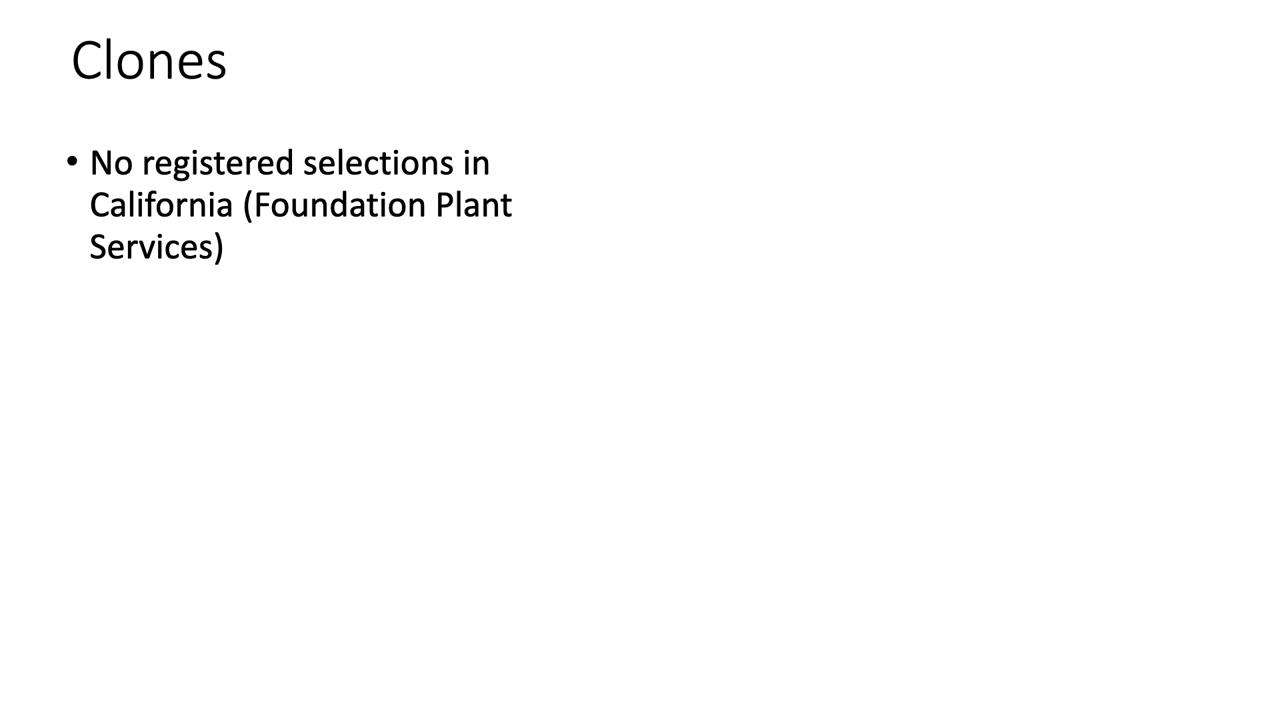 Clones
• No registered selections in
California (Foundation Plant
Services)